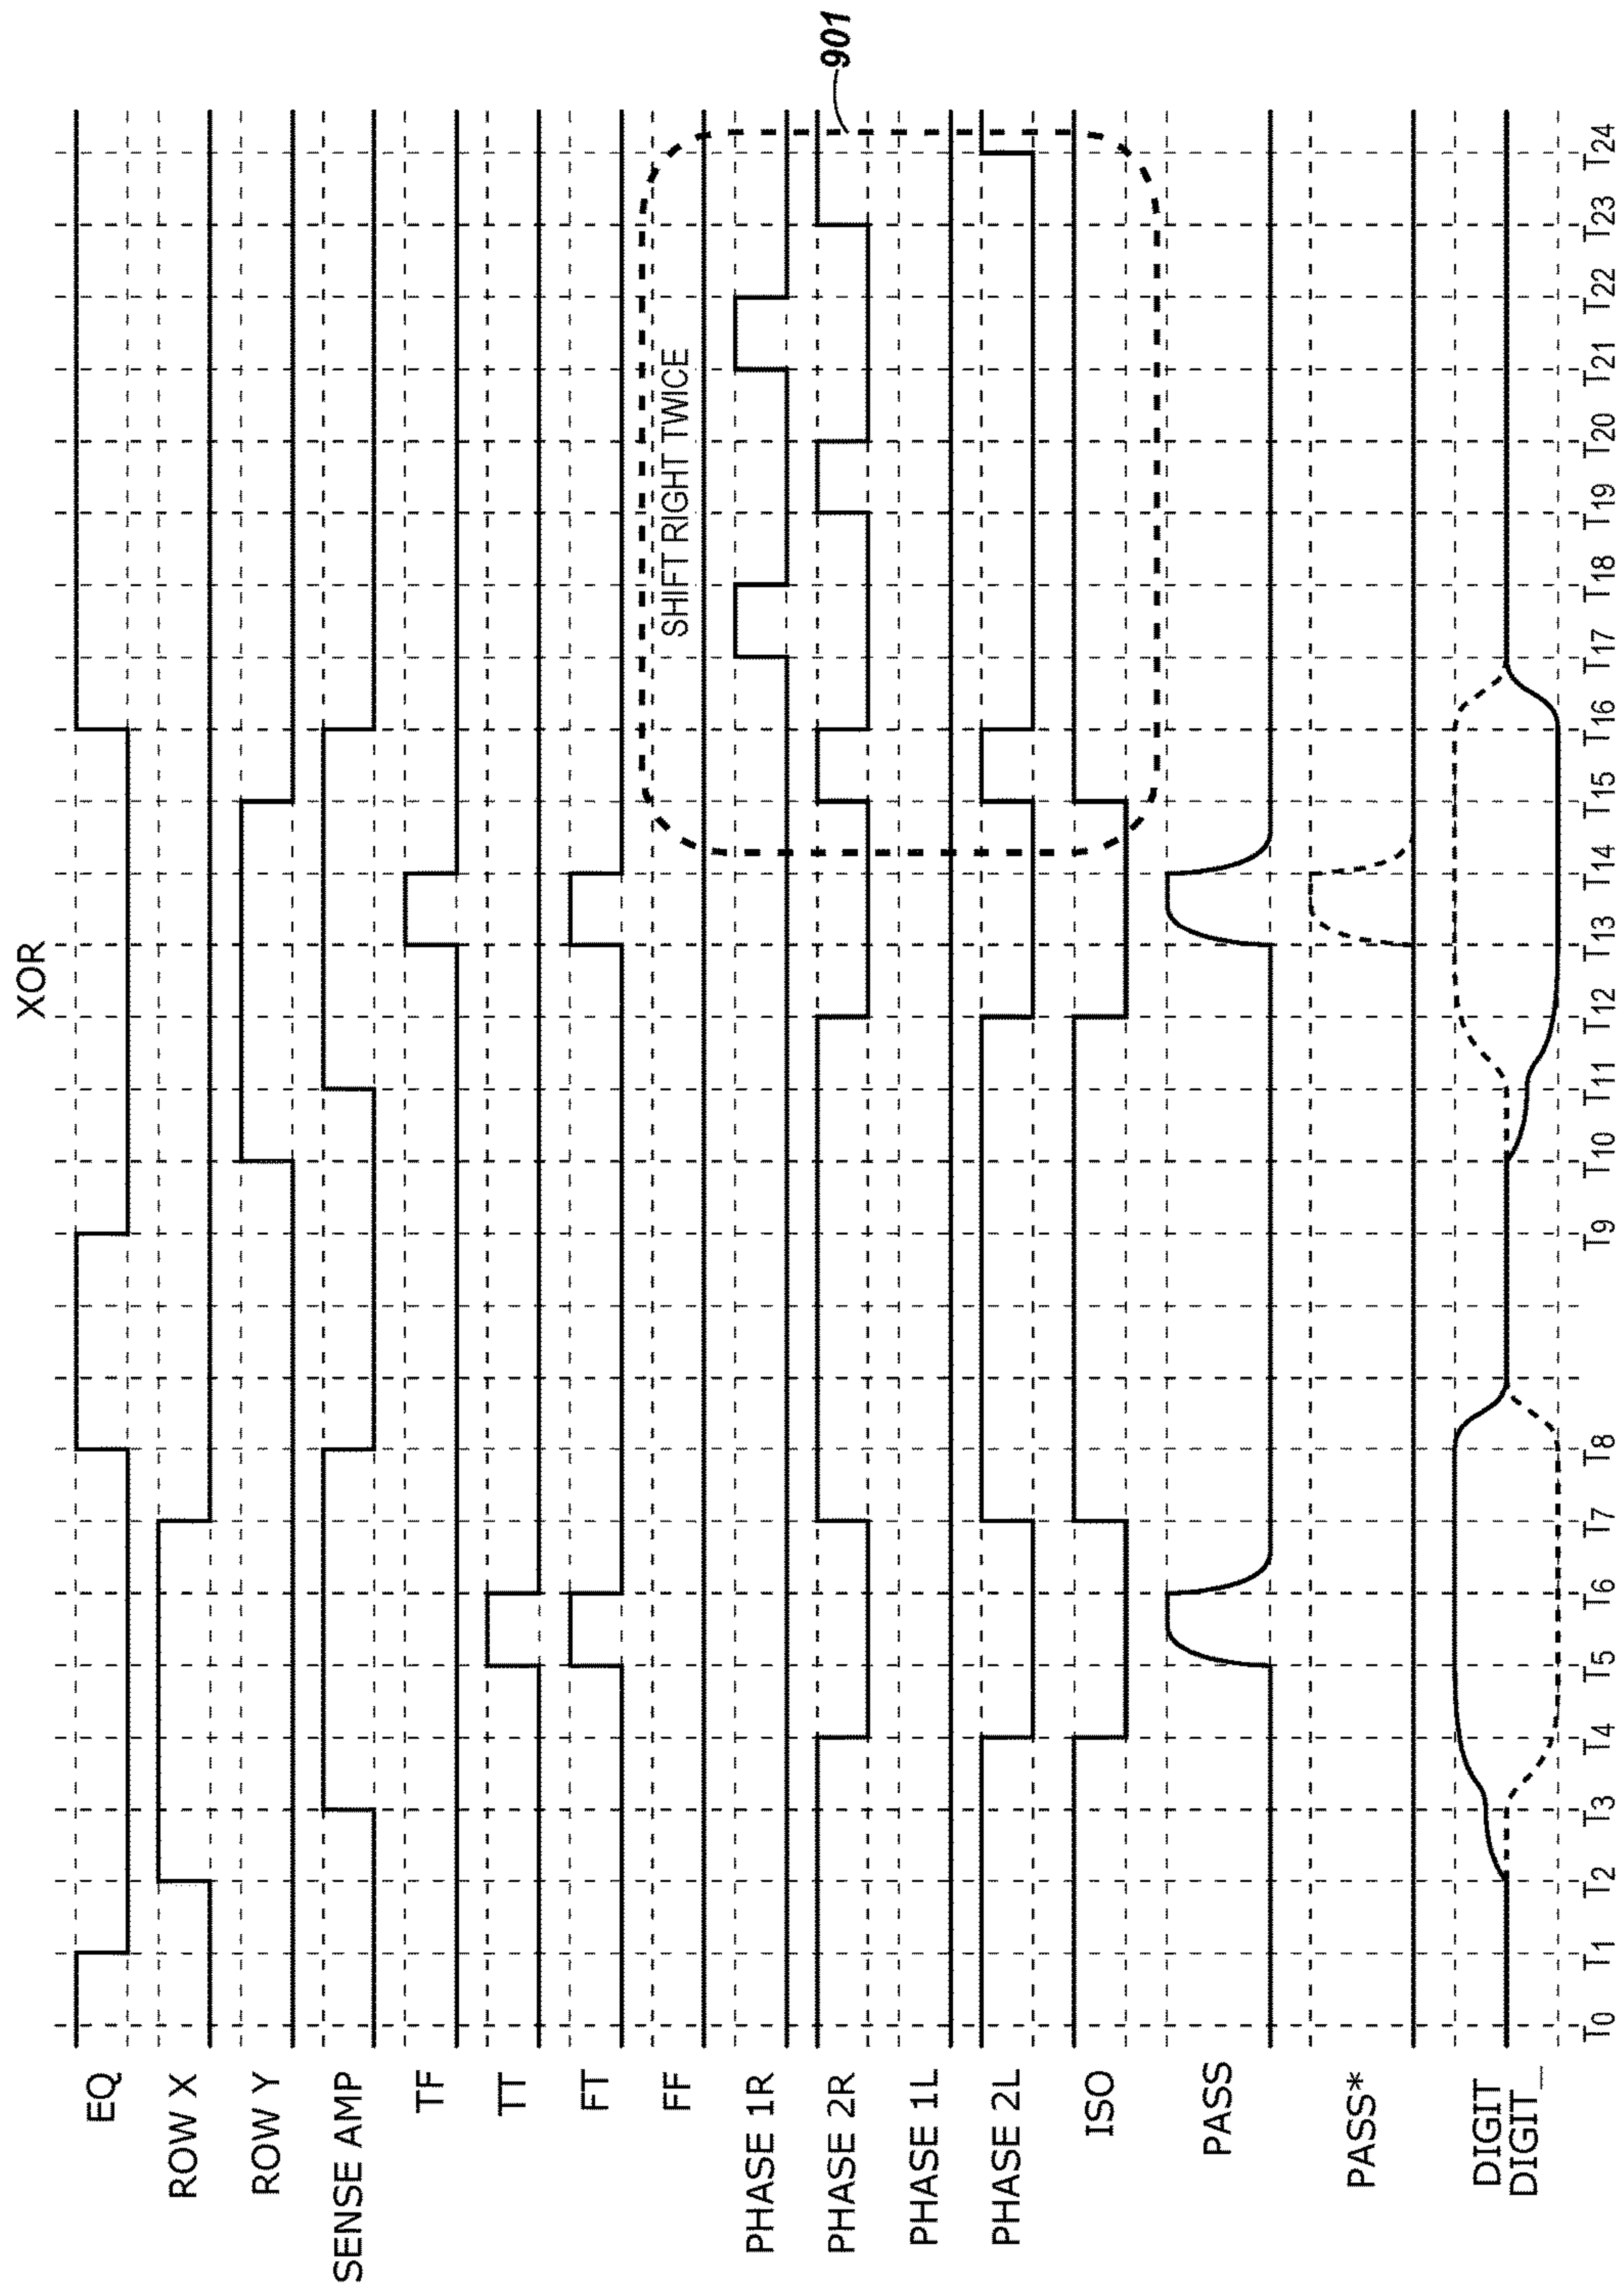 XOR
EQ
ROW X
ROW Y
SENSE AMP
TF
TT
FT
FF
PHASE 1R
PHASE 2R
PHASE 1L
PHASE 2L
ISO
PASS
PASS*
DIGIT
DIGIT_
SHIFT RIGHT TWICE
901
T0 T1 T2 T3 T4 T5 T6 T7 T8 T9 T10 T11 T12 T13 T14 T15 T16 T17 T18 T19 T20 T21 T22 T23 T24